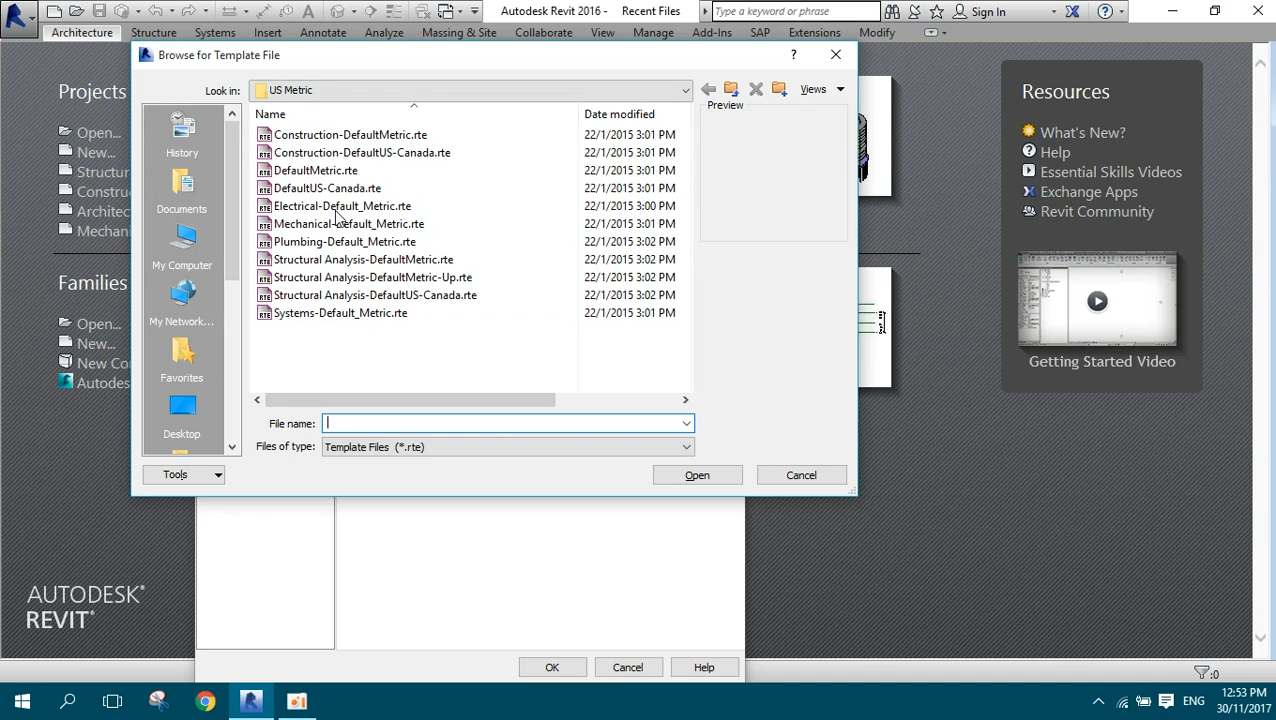 Autodesk Revit 2016 - Recent Files
Type a keyword or phrase
Sign In
Architecture Structure Systems Insert Annotate Analyze Massing & Site Collaborate View Manage Add-Ins SAP Extensions Modify
Browse for Template File
Look in: US Metric
Views
Name Date modified
Preview
Construction-DefaultMetric.rte 22/1/2015 3:01 PM
Construction-DefaultUS-Canada.rte 22/1/2015 3:01 PM
DefaultMetric.rte 22/1/2015 3:01 PM
DefaultUS-Canada.rte 22/1/2015 3:01 PM
Electrical-Default_Metric.rte 22/1/2015 3:00 PM
Mechanical-Default_Metric.rte 22/1/2015 3:01 PM
Plumbing-Default_Metric.rte 22/1/2015 3:02 PM
Structural Analysis-DefaultMetric.rte 22/1/2015 3:02 PM
Structural Analysis-DefaultMetric-Up.rte 22/1/2015 3:02 PM
Structural Analysis-DefaultUS-Canada.rte 22/1/2015 3:02 PM
Systems-Default_Metric.rte 22/1/2015 3:01 PM
History
Documents
My Computer
My Network...
Favorites
Desktop
File name:
Files of type: Template Files (*.rte)
Tools
Open
Cancel
Projects
Open...
New...
Structur
Constru
Architec
Mechani
Families
Open...
New...
New Co
Autodes
Resources
What's New?
Help
Essential Skills Videos
Exchange Apps
Revit Community
Getting Started Video
AUTODESK®
REVIT®
OK Cancel Help
:0
ENG
12:53 PM
30/11/2017